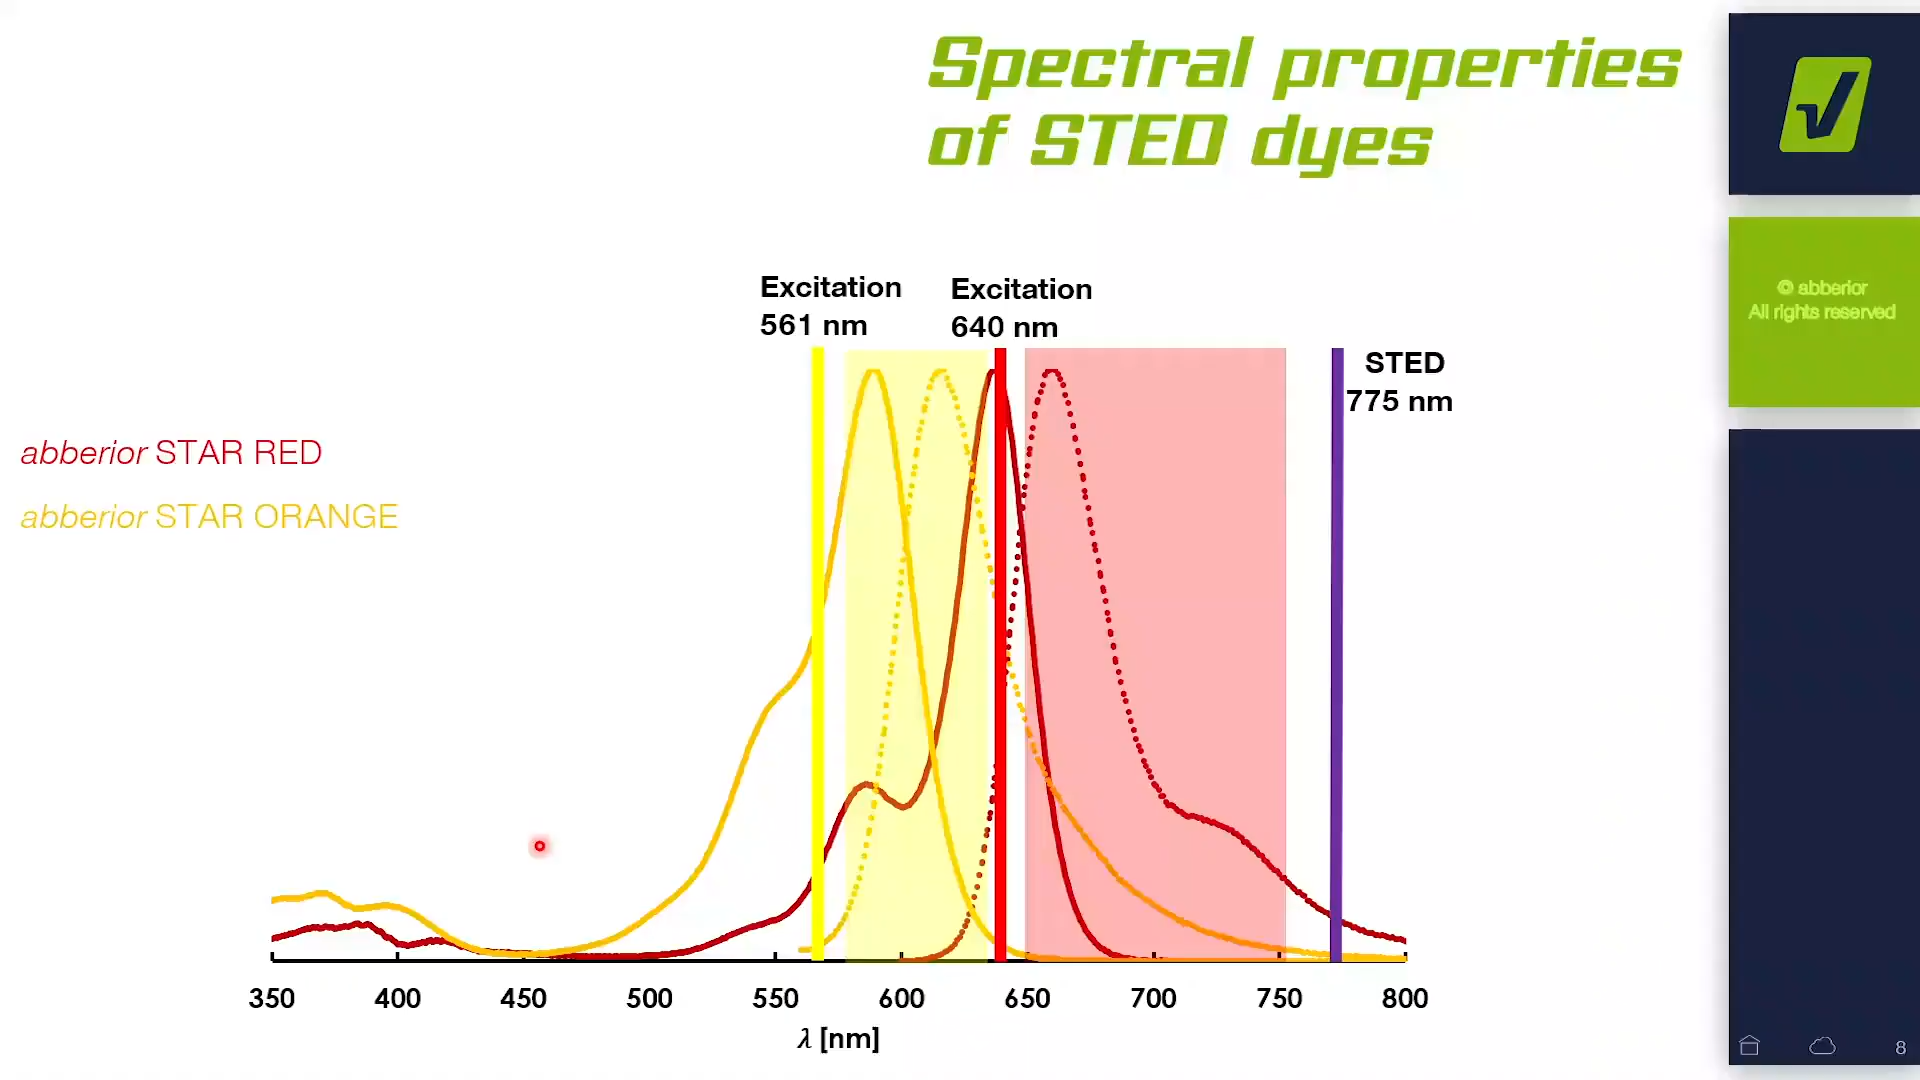 Spectral properties
of STED dyes
© abberior
All rights reserved
Excitation
561 nm
Excitation
640 nm
STED
775 nm
abberior STAR RED
abberior STAR ORANGE
350 400 450 500 550 600 650 700 750 800
λ [nm]
8